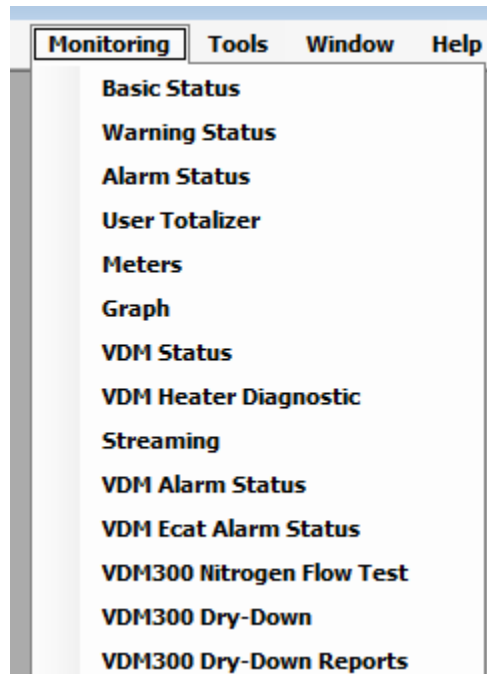 Monitoring Tools Window Help
Basic Status
Warning Status
Alarm Status
User Totalizer
Meters
Graph
VDM Status
VDM Heater Diagnostic
Streaming
VDM Alarm Status
VDM Ecat Alarm Status
VDM300 Nitrogen Flow Test
VDM300 Dry-Down
VDM300 Dry-Down Reports